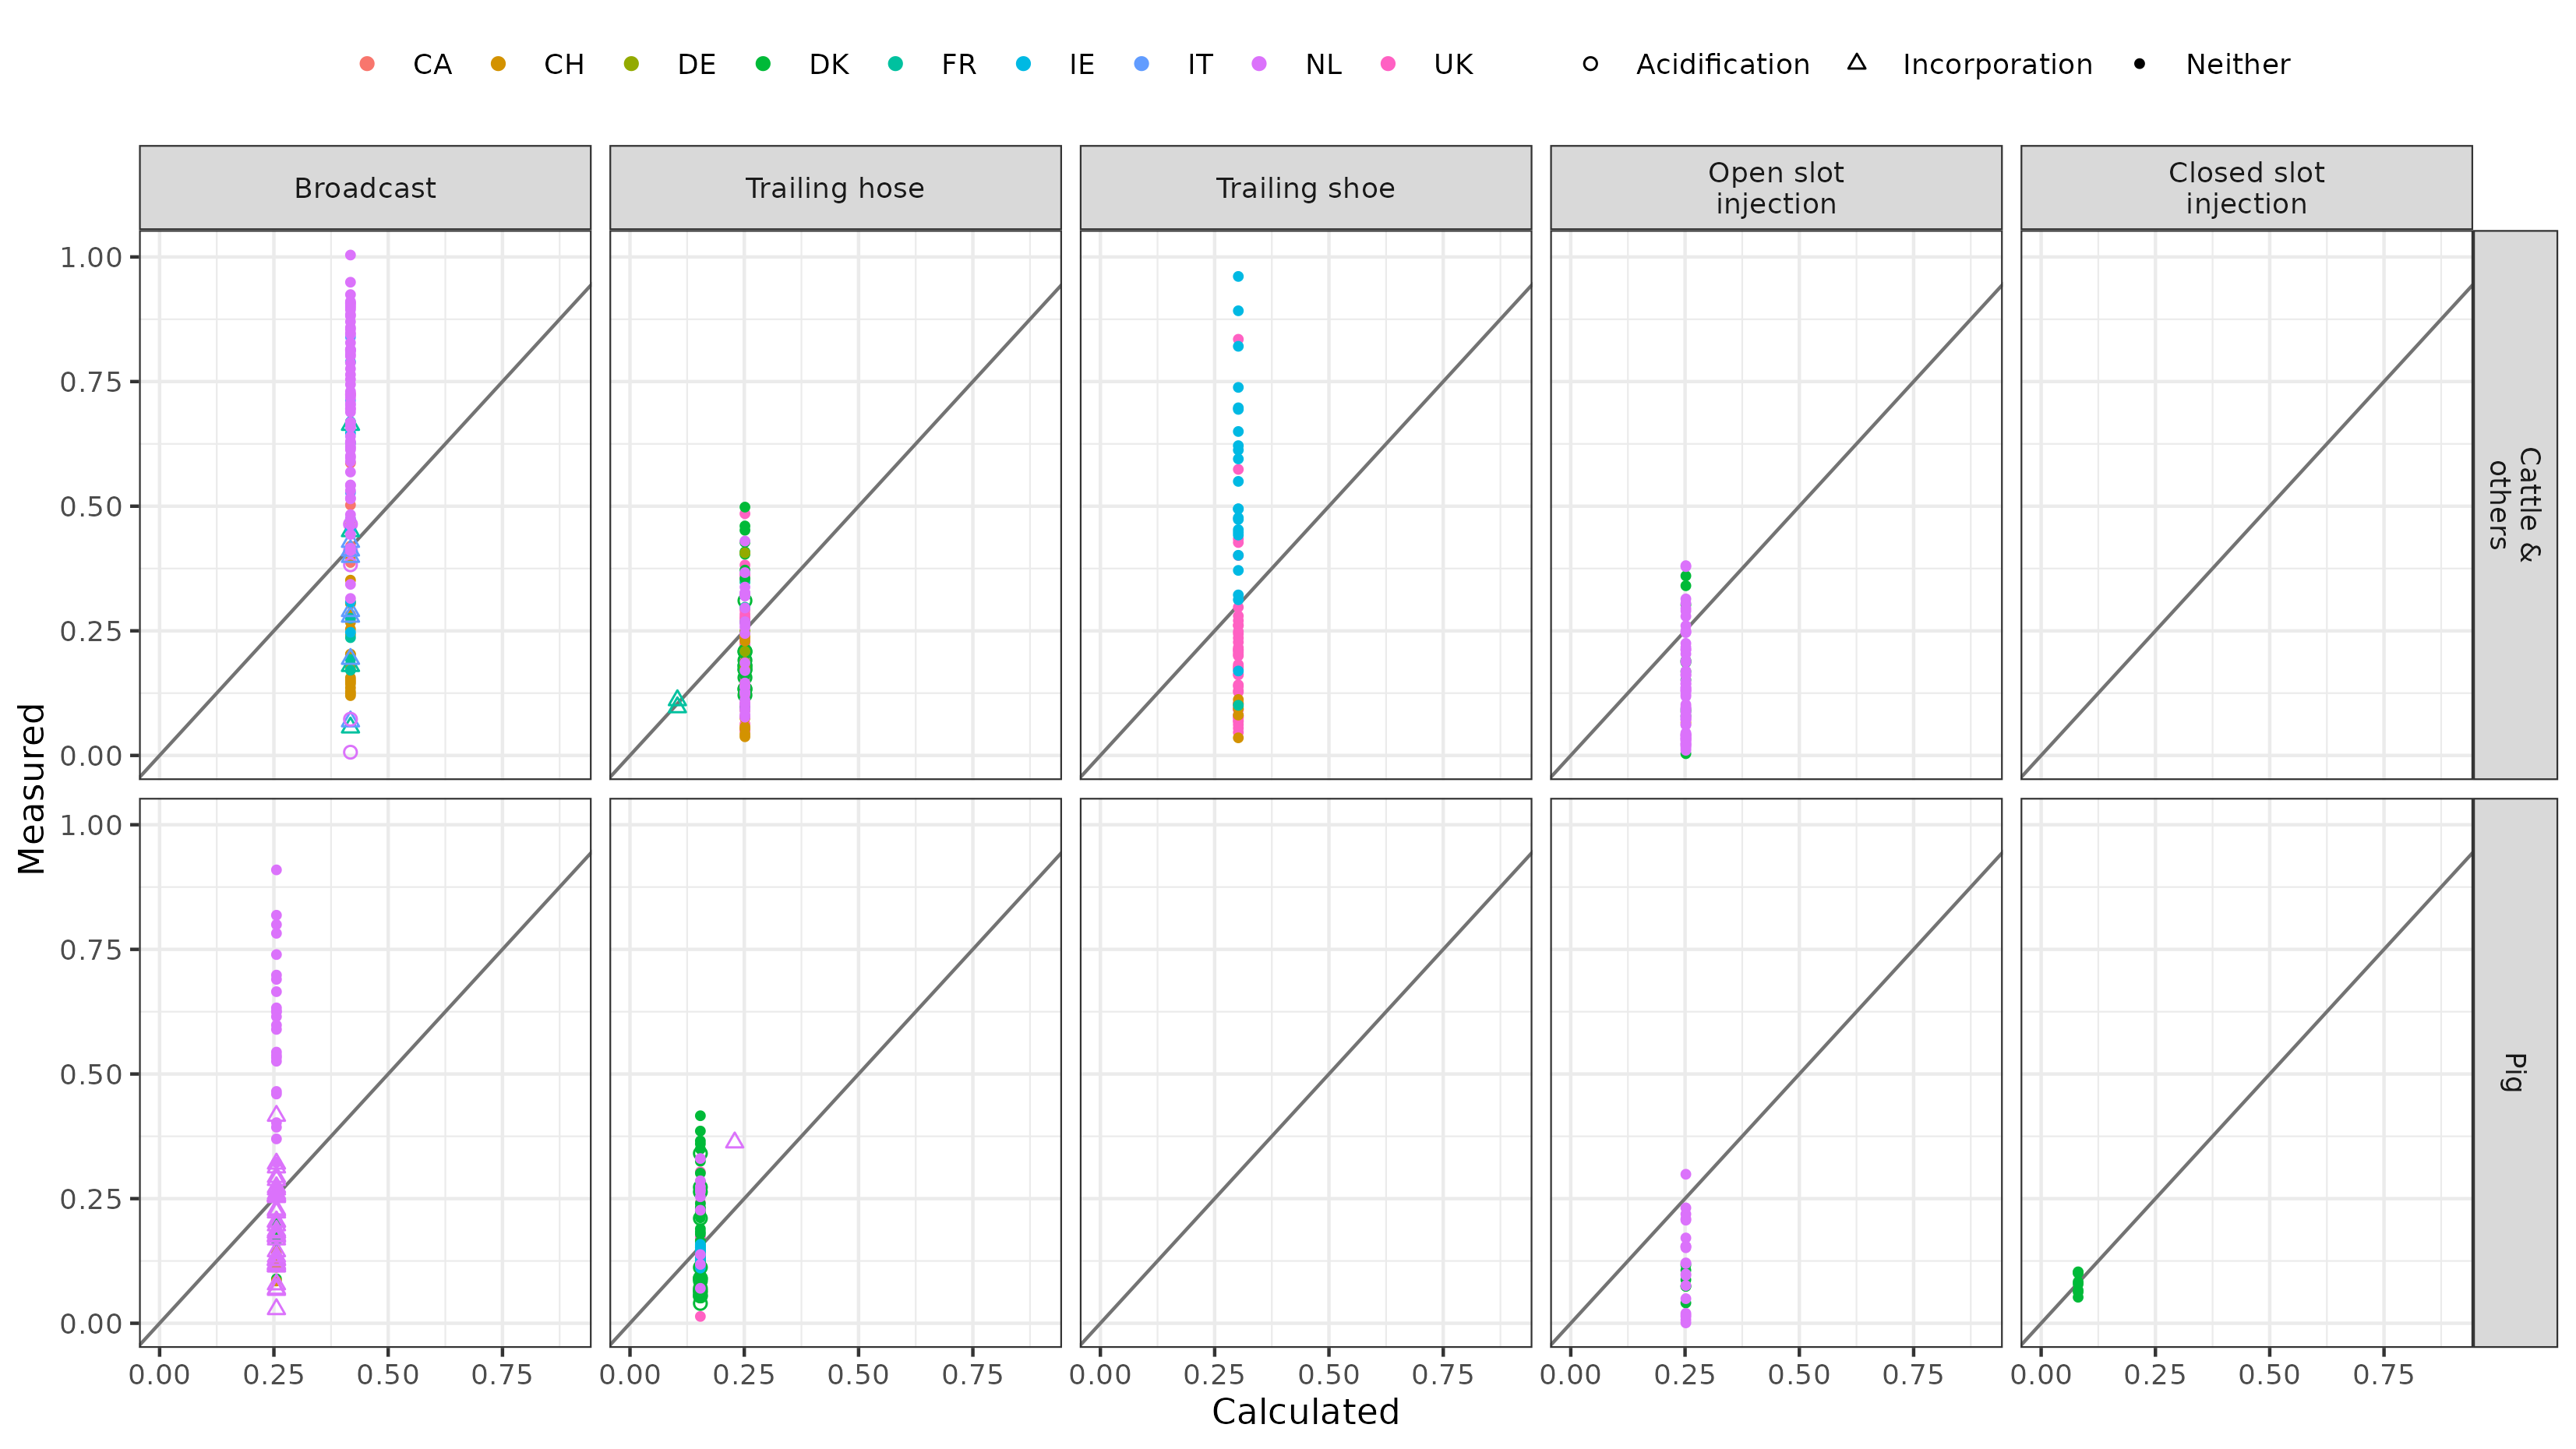 CA CH DE DK FR IE IT NL UK Acidification Incorporation Neither
Broadcast
Trailing hose
Trailing shoe
Open slot
injection
Closed slot
injection
Measured
1.00
0.75
0.50
0.25
0.00
Cattle &
others
1.00
0.75
0.50
0.25
0.00
Pig
0.00 0.25 0.50 0.75 0.00 0.25 0.50 0.75 0.00 0.25 0.50 0.75 0.00 0.25 0.50 0.75 0.00 0.25 0.50 0.75
Calculated